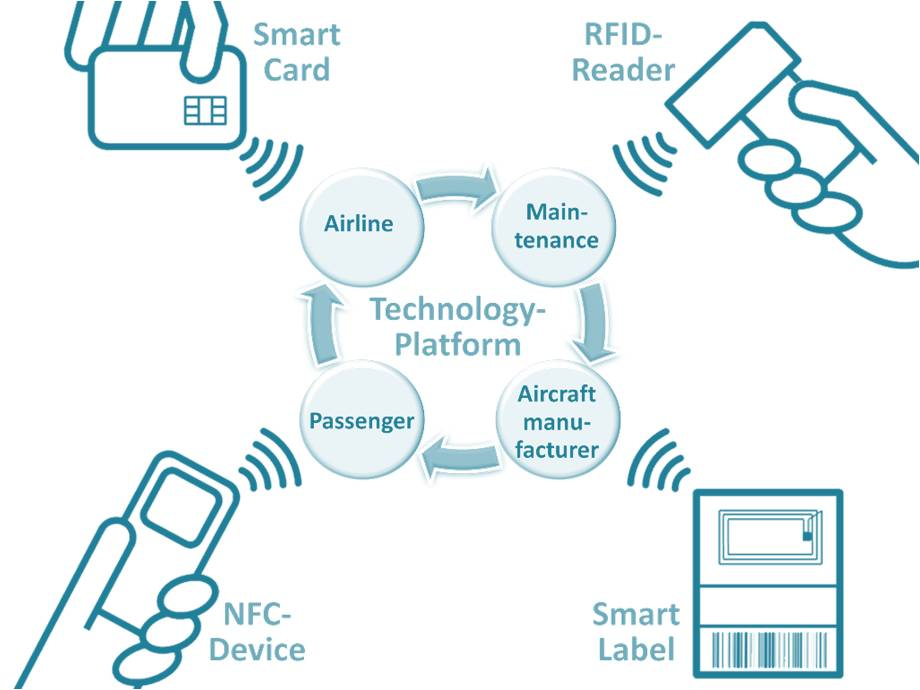 Smart
Card
RFID-
Reader
Airline
Main-
tenance
Technology-
Platform
Passenger
Aircraft
manu-
facturer
NFC-
Device
Smart
Label